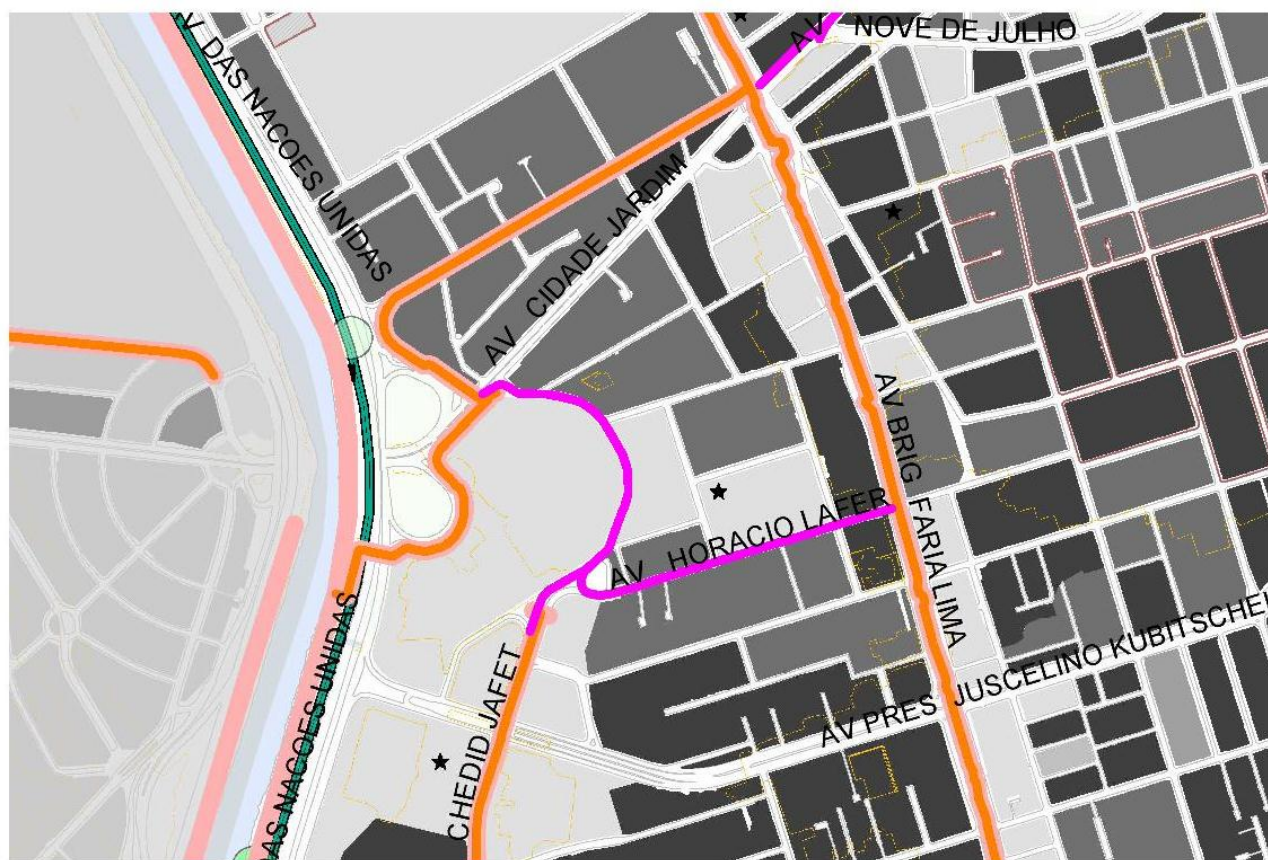 AV DAS NACOES UNIDAS
AV NOVE DE JULHO
AV CIDADE JARDIM
AV BRIG FARIA LIMA
AV HORACIO LAFER
AV PRES JUSCELINO KUBITSCHEK
CHEDID JAFET
DAS NACOES UNIDAS